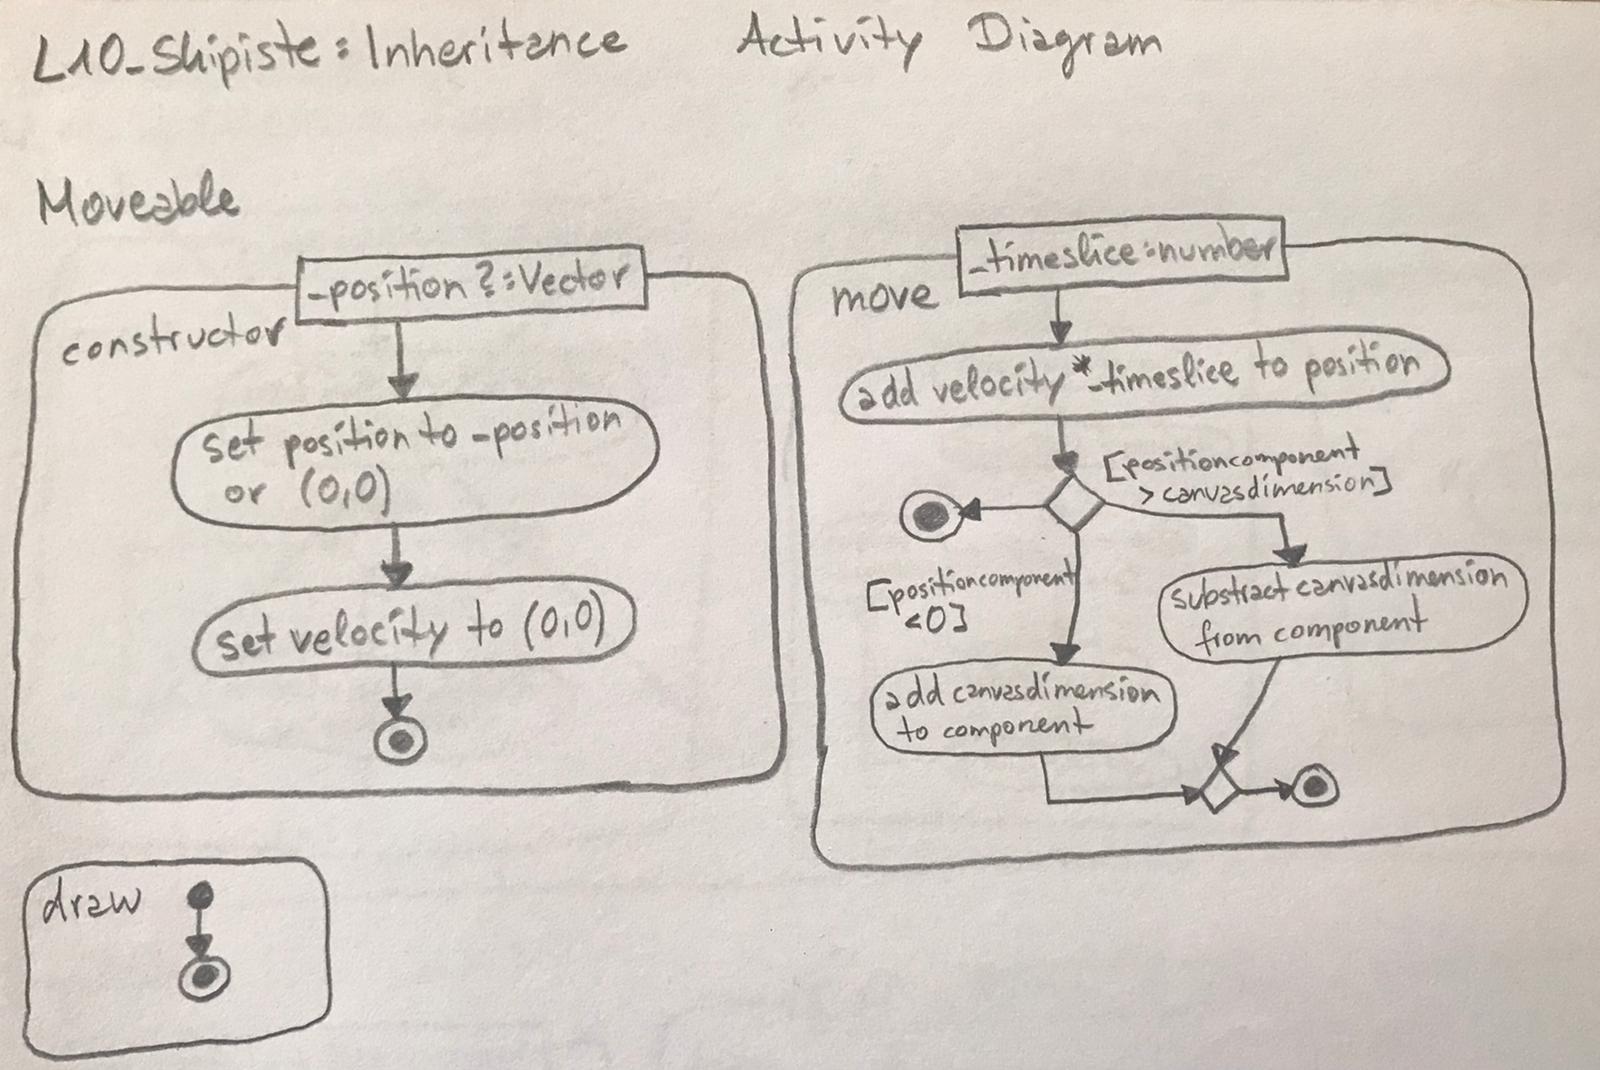 L10_Skipiste: Inheritance Activity Diagram
Moveable
_position?: Vector
constructor
set position to _position
or (0,0)
set velocity to (0,0)
_timeslice: number
move
add velocity * _timeslice to position
[positioncomponent
> canvasdimension]
[positioncomponent
<0]
substract canvasdimension
from component
add canvasdimension
to component
draw